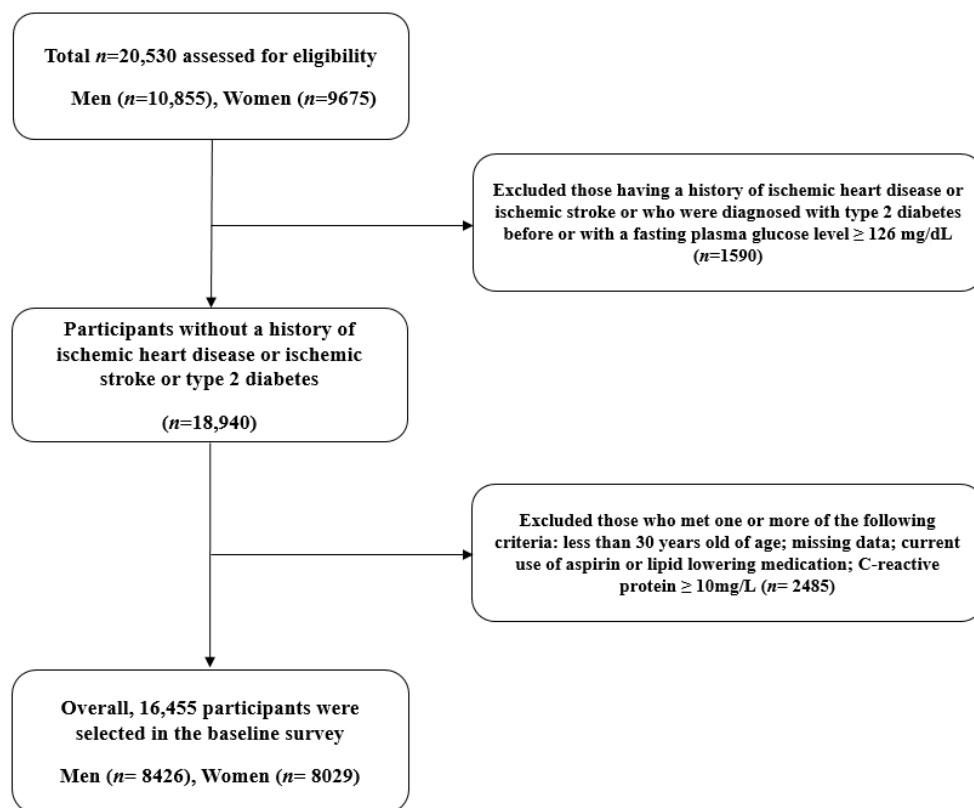 Total n=20,530 assessed for eligibility
Men (n=10,855), Women (n=9675)
Excluded those having a history of ischemic heart disease or
ischemic stroke or who were diagnosed with type 2 diabetes
before or with a fasting plasma glucose level ≥ 126 mg/dL
(n=1590)
Participants without a history of
ischemic heart disease or ischemic
stroke or type 2 diabetes
(n=18,940)
Excluded those who met one or more of the following
criteria: less than 30 years old of age; missing data; current
use of aspirin or lipid lowering medication; C-reactive
protein ≥ 10mg/L (n= 2485)
Overall, 16,455 participants were
selected in the baseline survey
Men (n= 8426), Women (n= 8029)